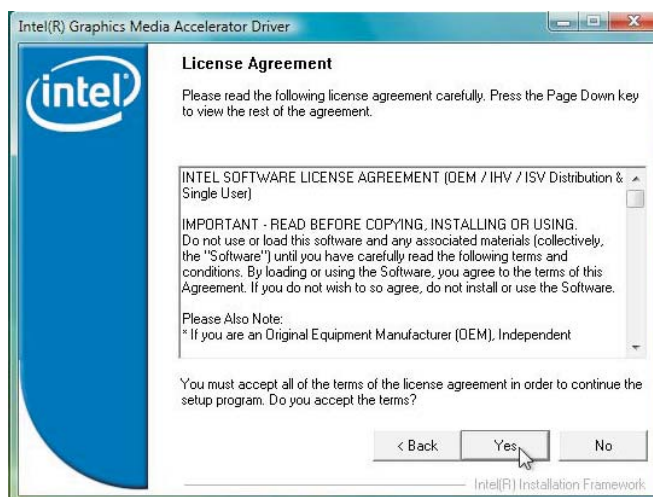 Intel(R) Graphics Media Accelerator Driver
intel
License Agreement
Please read the following license agreement carefully. Press the Page Down key
to view the rest of the agreement.
INTEL SOFTWARE LICENSE AGREEMENT (OEM / IHV / ISV Distribution &
Single User)
IMPORTANT - READ BEFORE COPYING, INSTALLING OR USING.
Do not use or load this software and any associated materials (collectively,
the "Software") until you have carefully read the following terms and
conditions. By loading or using the Software, you agree to the terms of this
Agreement. If you do not wish to so agree, do not install or use the Software.
Please Also Note:
* If you are an Original Equipment Manufacturer (OEM), Independent
You must accept all of the terms of the license agreement in order to continue the
setup program. Do you accept the terms?
< Back Yes No
Intel(R) Installation Framework